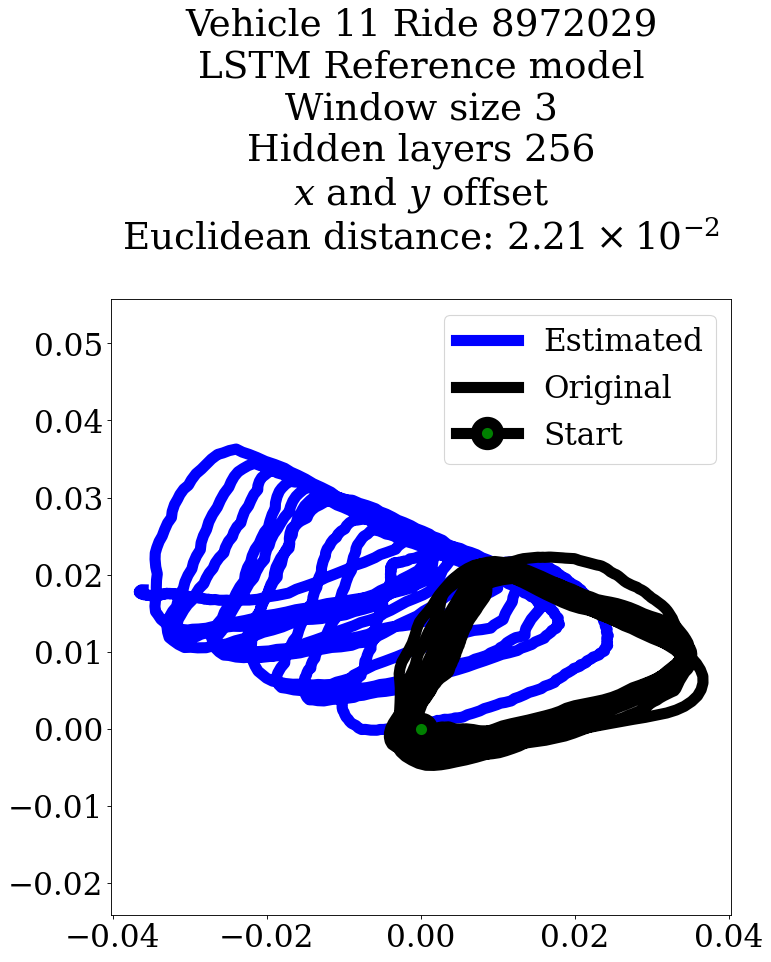 Vehicle 11 Ride 8972029
LSTM Reference model
Window size 3
Hidden layers 256
x and y offset
Euclidean distance: 2.21 × 10⁻²
Estimated
Original
Start
0.05
0.04
0.03
0.02
0.01
0.00
−0.01
−0.02
−0.04 −0.02 0.00 0.02 0.04